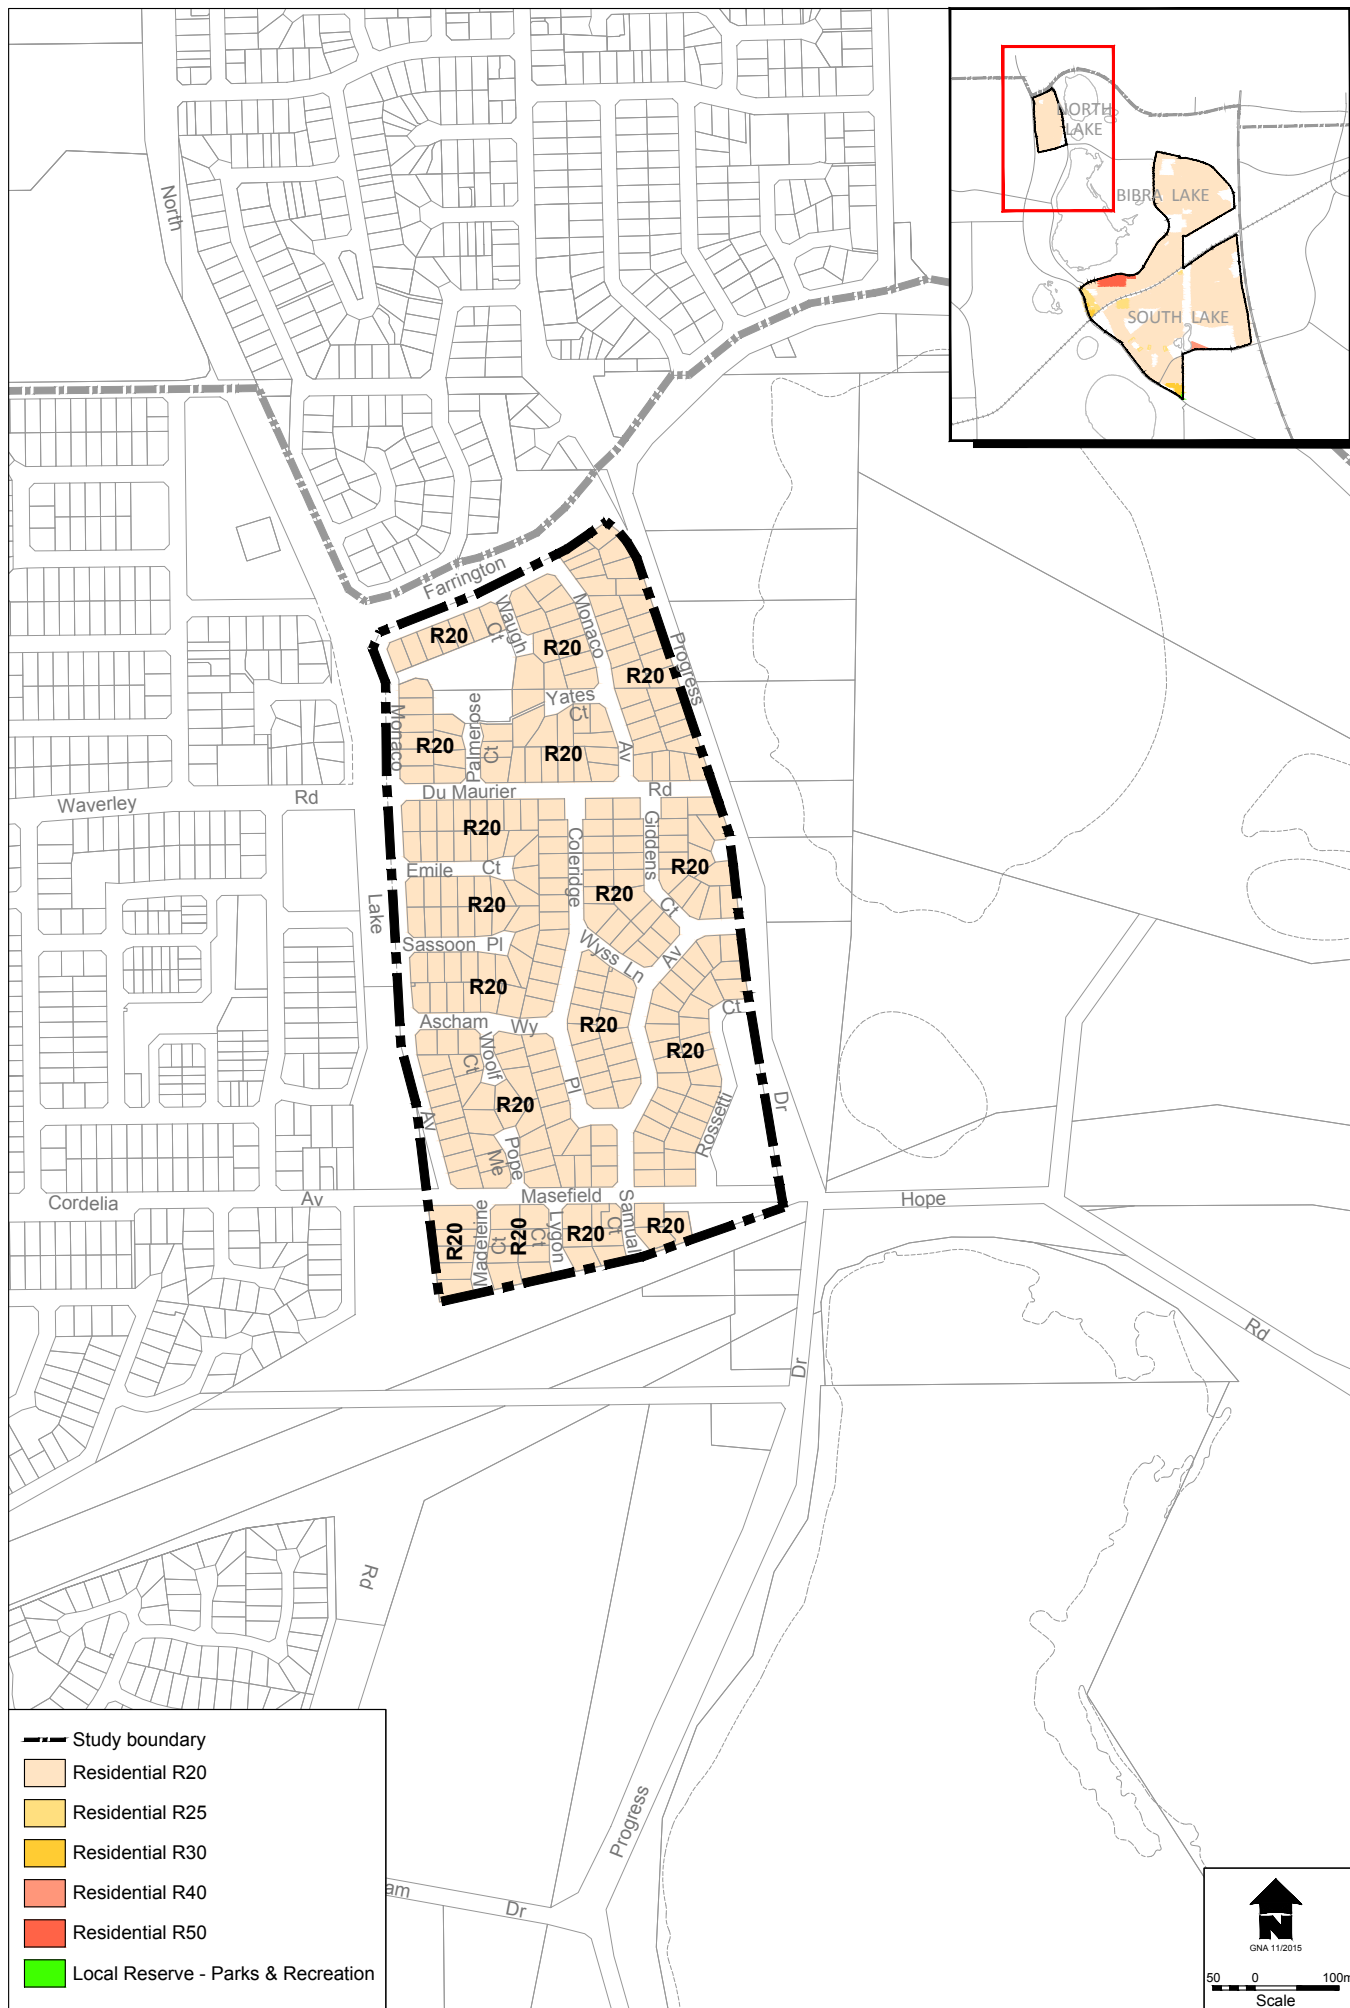 NORTH
LAKE
BIBRA LAKE
SOUTH LAKE
North
Farrington
R20
Waugh
Ct
Monaco
R20
Progress
R20
Yates
Ct
Monaco
Palmerose
Ct
R20
R20
Av
Waverley
Rd
Du Maurier
Rd
R20
Coleridge
Giddens
Emile Ct
R20
Lake
R20
R20
Ct
Sassoon Pl
Wyss Ln
Av
R20
Ct
Ascham Wy
R20
Woolf
Ct
R20
Pl
R20
Dr
Av
Rossetti
Pope
Me
Cordelia
Av
Masefield
Hope
Samual
Ct
R20
Madeleine
Ct
R20
Ct
Lygon
R20
R20
Rd
Dr
Rd
Progress
am
Dr
Study boundary
Residential R20
Residential R25
Residential R30
Residential R40
Residential R50
Local Reserve - Parks & Recreation
N
GNA 11/2015
50 0 100m
Scale